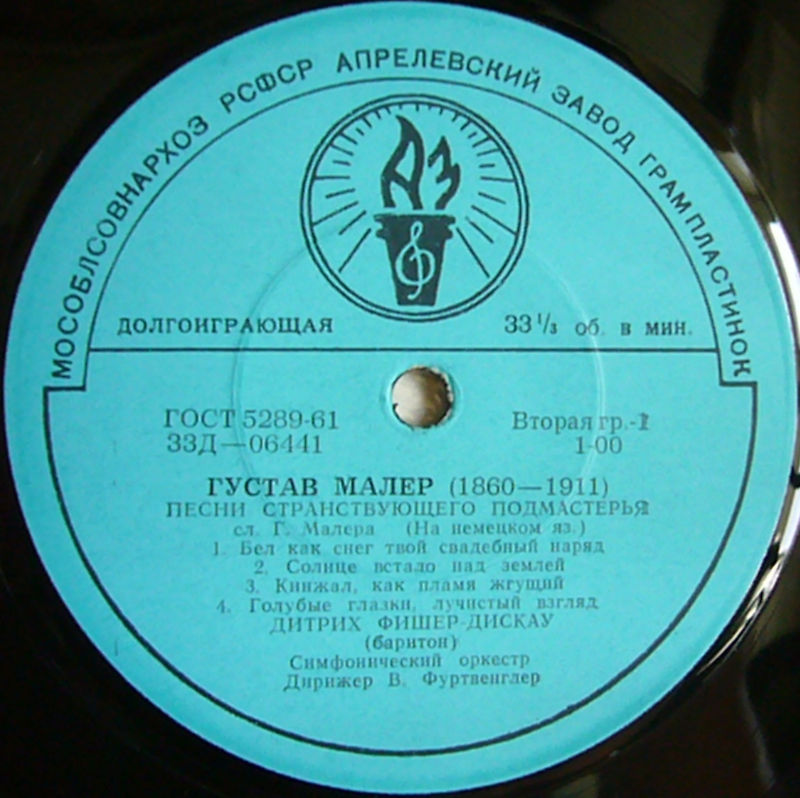 МОСОБЛСОВНАРХОЗ РСФСР АПРЕЛЕВСКИЙ ЗАВОД ГРАМПЛАСТИНОК
АЗ
ДОЛГОИГРАЮЩАЯ 33 1/3 об. в мин.
ГОСТ 5289-61 Вторая гр.-1
33Д—06441 1-00
ГУСТАВ МАЛЕР (1860—1911)
ПЕСНИ СТРАНСТВУЮЩЕГО ПОДМАСТЕРЬЯ
сл. Г. Малера (На немецком яз.)
1. Бел как снег твой свадебный наряд
2. Солнце встало над землей
3. Кинжал, как пламя жгущий
4. Голубые глазки, лучистый взгляд
ДИТРИХ ФИШЕР-ДИСКАУ
(баритон)
Симфонический оркестр
Дирижер В. Фуртвенглер